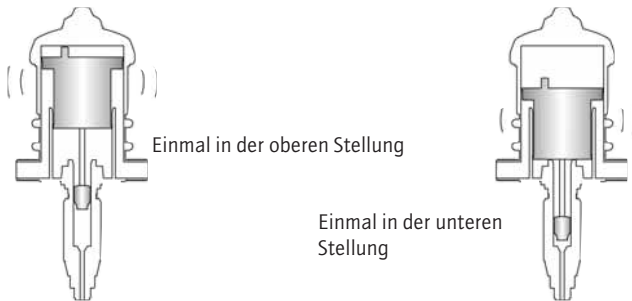 Einmal in der oberen Stellung
Einmal in der unteren
Stellung